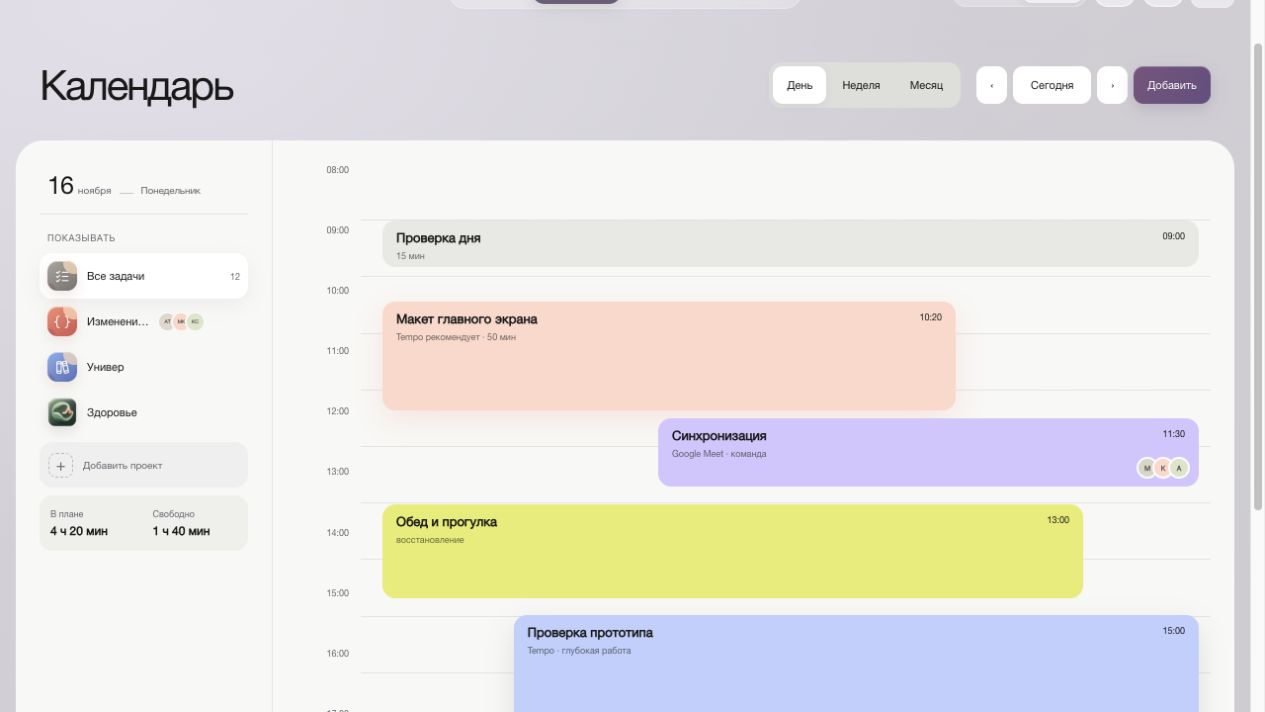 Календарь
День Неделя Месяц ‹ Сегодня › Добавить
16 ноября — Понедельник
ПОКАЗЫВАТЬ
Все задачи 12
Изменени... АТ МК КС
Универ
Здоровье
+ Добавить проект
В плане Свободно
4 ч 20 мин 1 ч 40 мин
08:00
09:00
Проверка дня 09:00
15 мин
10:00
Макет главного экрана 10:20
Tempo рекомендует · 50 мин
11:00
12:00
Синхронизация 11:30
Google Meet · команда
М К А
13:00
Обед и прогулка 13:00
восстановление
14:00
15:00
Проверка прототипа 15:00
Tempo · глубокая работа
16:00
17:00